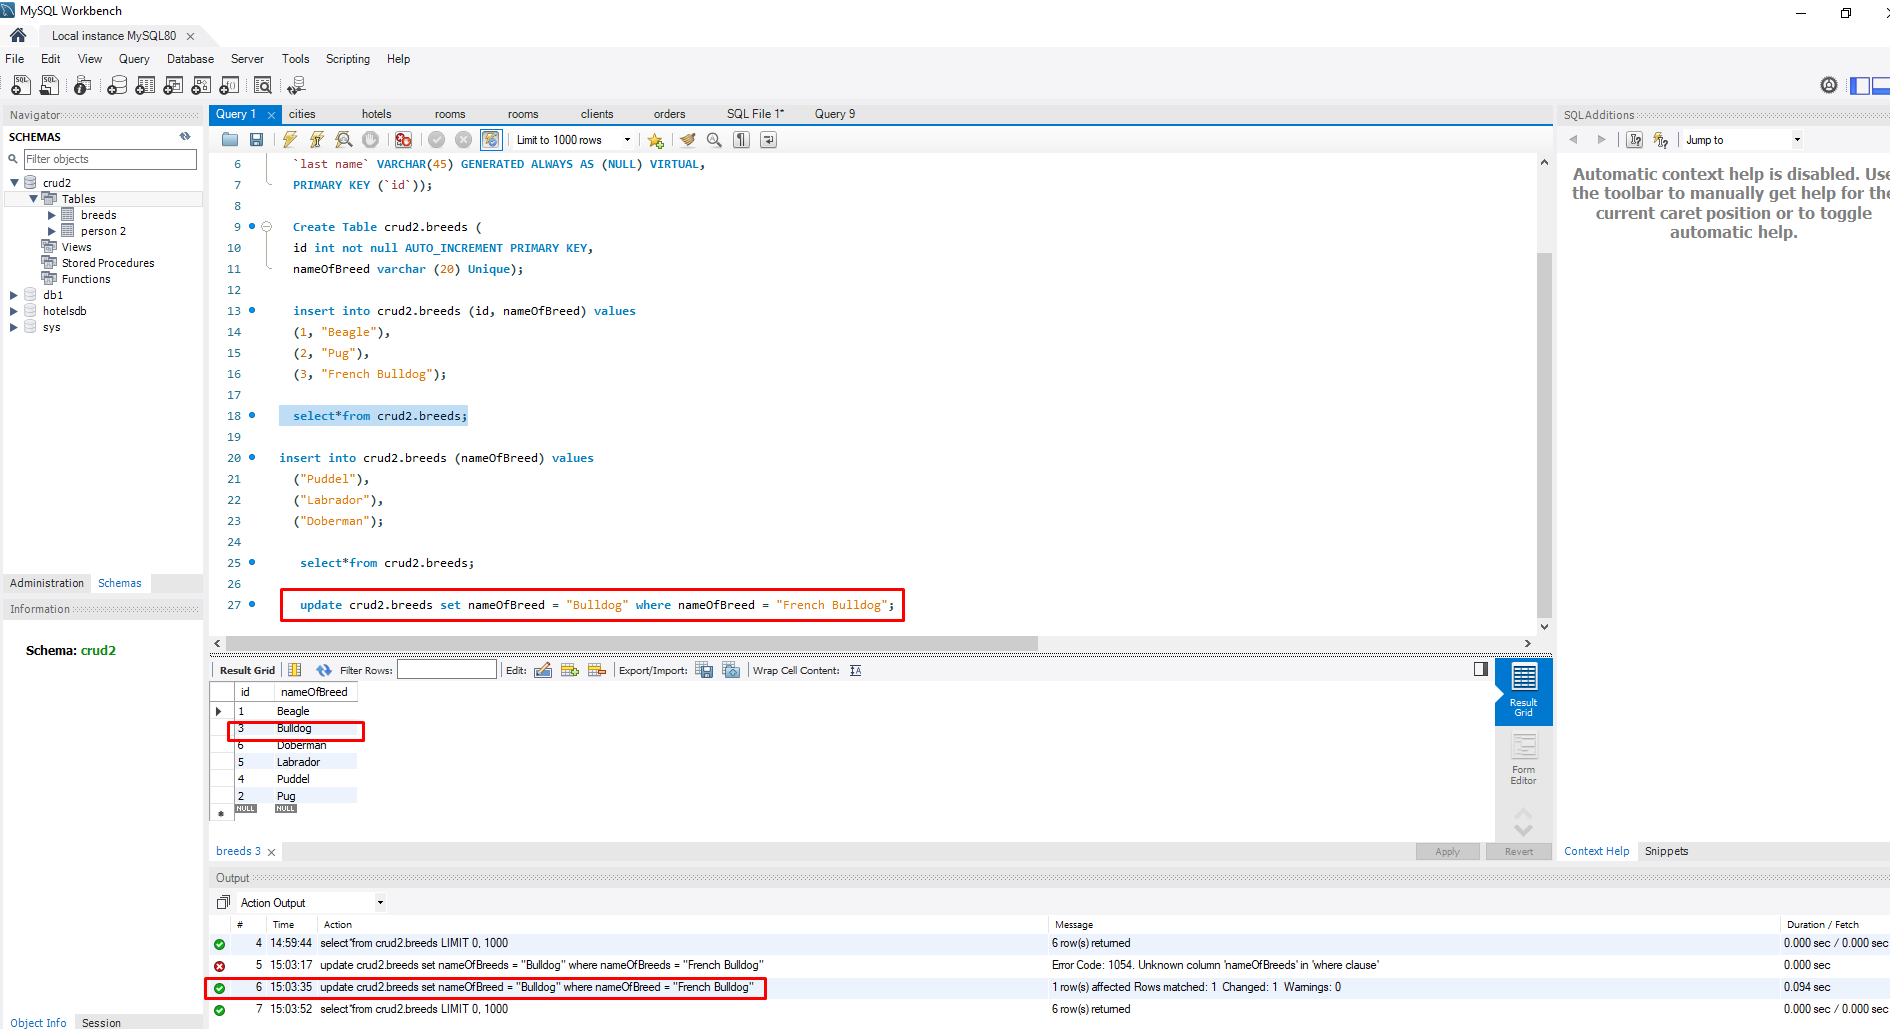 MySQL Workbench
Local instance MySQL80
File Edit View Query Database Server Tools Scripting Help
Navigator
SCHEMAS
Filter objects
crud2
Tables
breeds
person 2
Views
Stored Procedures
Functions
db1
hotelsdb
sys
Administration Schemas
Information
Schema: crud2
Object Info Session
Query 1 cities hotels rooms rooms clients orders SQL File 1* Query 9
Limit to 1000 rows
6 `last name` VARCHAR(45) GENERATED ALWAYS AS (NULL) VIRTUAL,
7 PRIMARY KEY (`id`));
8
9 Create Table crud2.breeds (
10 id int not null AUTO_INCREMENT PRIMARY KEY,
11 nameOfBreed varchar (20) Unique);
12
13 insert into crud2.breeds (id, nameOfBreed) values
14 (1, "Beagle"),
15 (2, "Pug"),
16 (3, "French Bulldog");
17
18 select*from crud2.breeds;
19
20 insert into crud2.breeds (nameOfBreed) values
21 ("Puddel"),
22 ("Labrador"),
23 ("Doberman");
24
25 select*from crud2.breeds;
26
27 update crud2.breeds set nameOfBreed = "Bulldog" where nameOfBreed = "French Bulldog";
Result Grid Filter Rows: Edit: Export/Import: Wrap Cell Content:
id nameOfBreed
1 Beagle
3 Bulldog
6 Doberman
5 Labrador
4 Puddel
2 Pug
NULL NULL
Result
Grid
Form
Editor
breeds 3
Apply Revert
SQLAdditions
Jump to
Automatic context help is disabled. Use
the toolbar to manually get help for the
current caret position or to toggle
automatic help.
Context Help Snippets
Output
Action Output
# Time Action Message Duration / Fetch
4 14:59:44 select*from crud2.breeds LIMIT 0, 1000 6 row(s) returned 0.000 sec / 0.000 sec
5 15:03:17 update crud2.breeds set nameOfBreeds = "Bulldog" where nameOfBreeds = "French Bulldog" Error Code: 1054. Unknown column 'nameOfBreeds' in 'where clause' 0.000 sec
6 15:03:35 update crud2.breeds set nameOfBreed = "Bulldog" where nameOfBreed = "French Bulldog" 1 row(s) affected Rows matched: 1 Changed: 1 Warnings: 0 0.094 sec
7 15:03:52 select*from crud2.breeds LIMIT 0, 1000 6 row(s) returned 0.000 sec / 0.000 sec